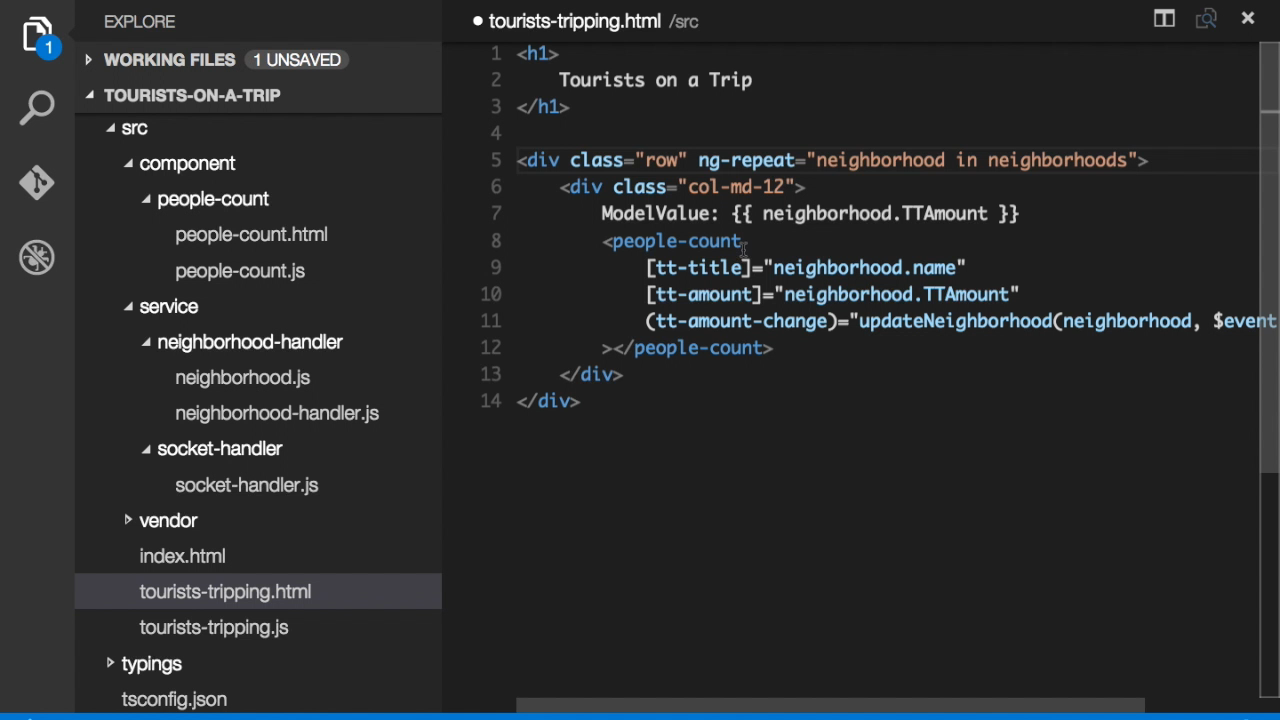 EXPLORE
1
WORKING FILES 1 UNSAVED
TOURISTS-ON-A-TRIP
src
component
people-count
people-count.html
people-count.js
service
neighborhood-handler
neighborhood.js
neighborhood-handler.js
socket-handler
socket-handler.js
vendor
index.html
tourists-tripping.html
tourists-tripping.js
typings
tsconfig.json
tourists-tripping.html /src
1 <h1>
2 Tourists on a Trip
3 </h1>
4
5 <div class="row" ng-repeat="neighborhood in neighborhoods">
6 <div class="col-md-12">
7 ModelValue: {{ neighborhood.TTAmount }}
8 <people-count
9 [tt-title]="neighborhood.name"
10 [tt-amount]="neighborhood.TTAmount"
11 (tt-amount-change)="updateNeighborhood(neighborhood, $event
12 ></people-count>
13 </div>
14 </div>